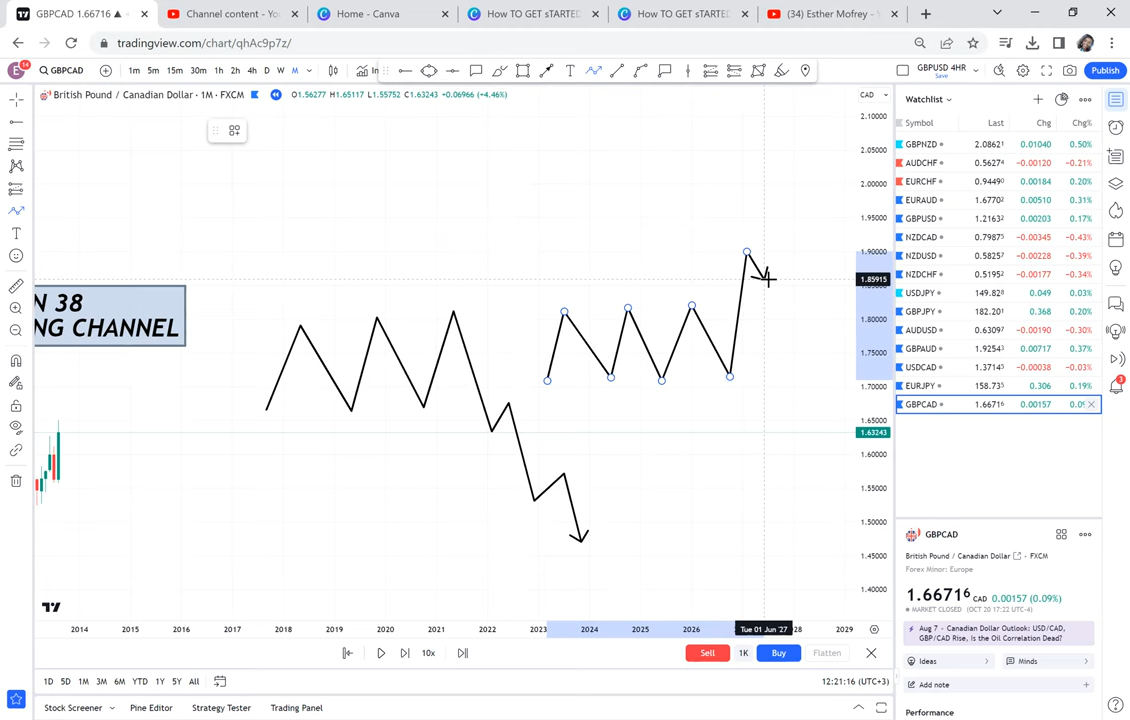 GBPCAD 1.66716 ▲
Channel content - Yo
Home - Canva
How TO GET sTARTED
How TO GET sTARTED
(34) Esther Mofrey - Y
tradingview.com/chart/qhAc9p7z/
E 14 GBPCAD 1m 5m 15m 30m 1h 2h 4h D W M In
GBPUSD 4HR
Save
Publish
British Pound / Canadian Dollar · 1M · FXCM O1.56277 H1.65117 L1.55752 C1.63243 +0.06966 (+4.46%)
CAD
N 38
NG CHANNEL
2.10000
2.05000
2.00000
1.95000
1.90000
1.85915
1.80000
1.75000
1.70000
1.65000
1.63243
1.60000
1.55000
1.50000
1.45000
1.40000
2014 2015 2016 2017 2018 2019 2020 2021 2022 2023 2024 2025 2026 Tue 01 Jun '27 28 2029
10x
Sell 1K Buy Flatten
1D 5D 1M 3M 6M YTD 1Y 5Y All
12:21:16 (UTC+3)
Stock Screener Pine Editor Strategy Tester Trading Panel
Watchlist
Symbol Last Chg Chg%
GBPNZD 2.08621 0.01040 0.50%
AUDCHF 0.56274 −0.00120 −0.21%
EURCHF 0.94490 0.00184 0.20%
EURAUD 1.67702 0.00510 0.31%
GBPUSD 1.21632 0.00203 0.17%
NZDCAD 0.79875 −0.00345 −0.43%
NZDUSD 0.58257 −0.00228 −0.39%
NZDCHF 0.51952 −0.00177 −0.34%
USDJPY 149.828 0.049 0.03%
GBPJPY 182.201 0.368 0.20%
AUDUSD 0.63097 −0.00190 −0.30%
GBPAUD 1.92543 0.00717 0.37%
USDCAD 1.37145 −0.00038 −0.03%
EURJPY 158.735 0.306 0.19%
GBPCAD 1.66716 0.00157 0.09
GBPCAD
British Pound / Canadian Dollar · FXCM
Forex Minor: Europe
1.66716 CAD 0.00157 (0.09%)
MARKET CLOSED (OCT 20 17:22 UTC-4)
Aug 7 - Canadian Dollar Outlook: USD/CAD,
GBP/CAD Rise, Is the Oil Correlation Dead?
Ideas Minds
Add note
Performance
3